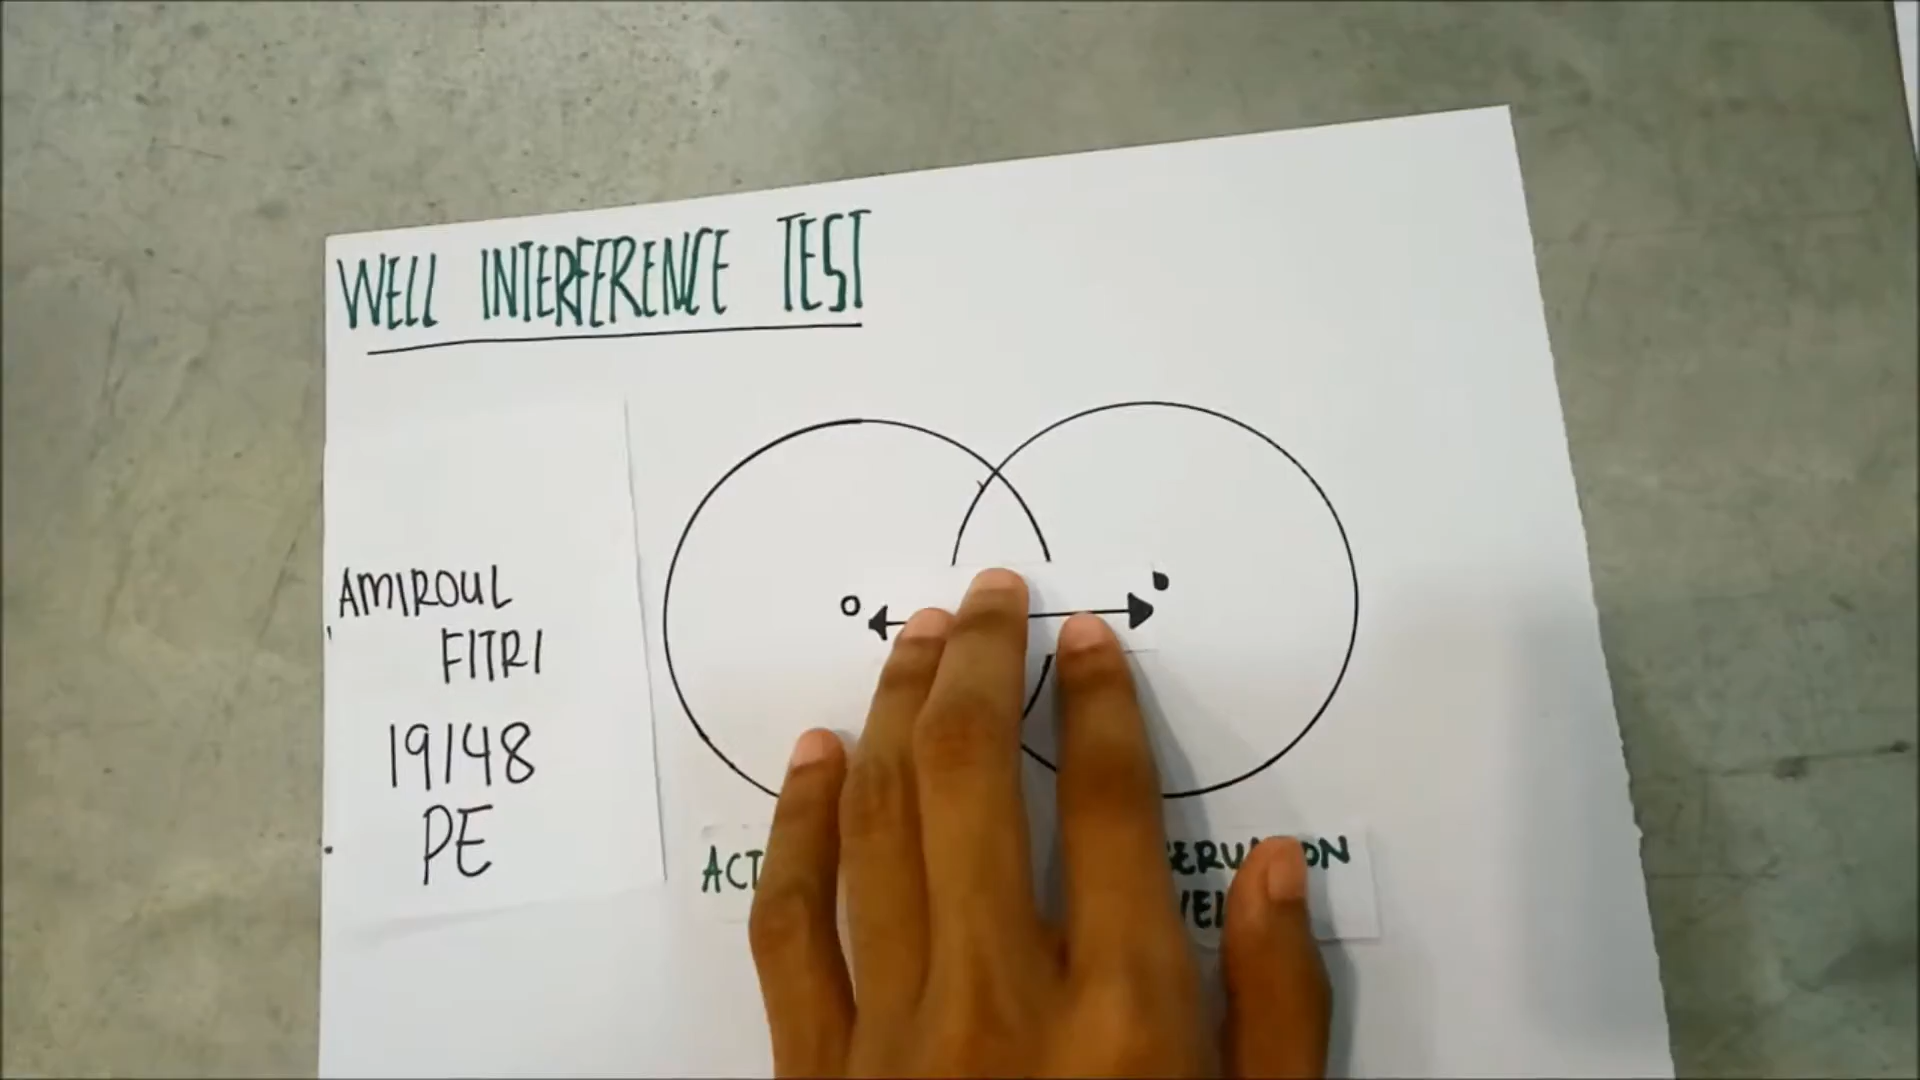 WELL INTERFERENCE TEST
AMIROUL
FITRI
19148
PE